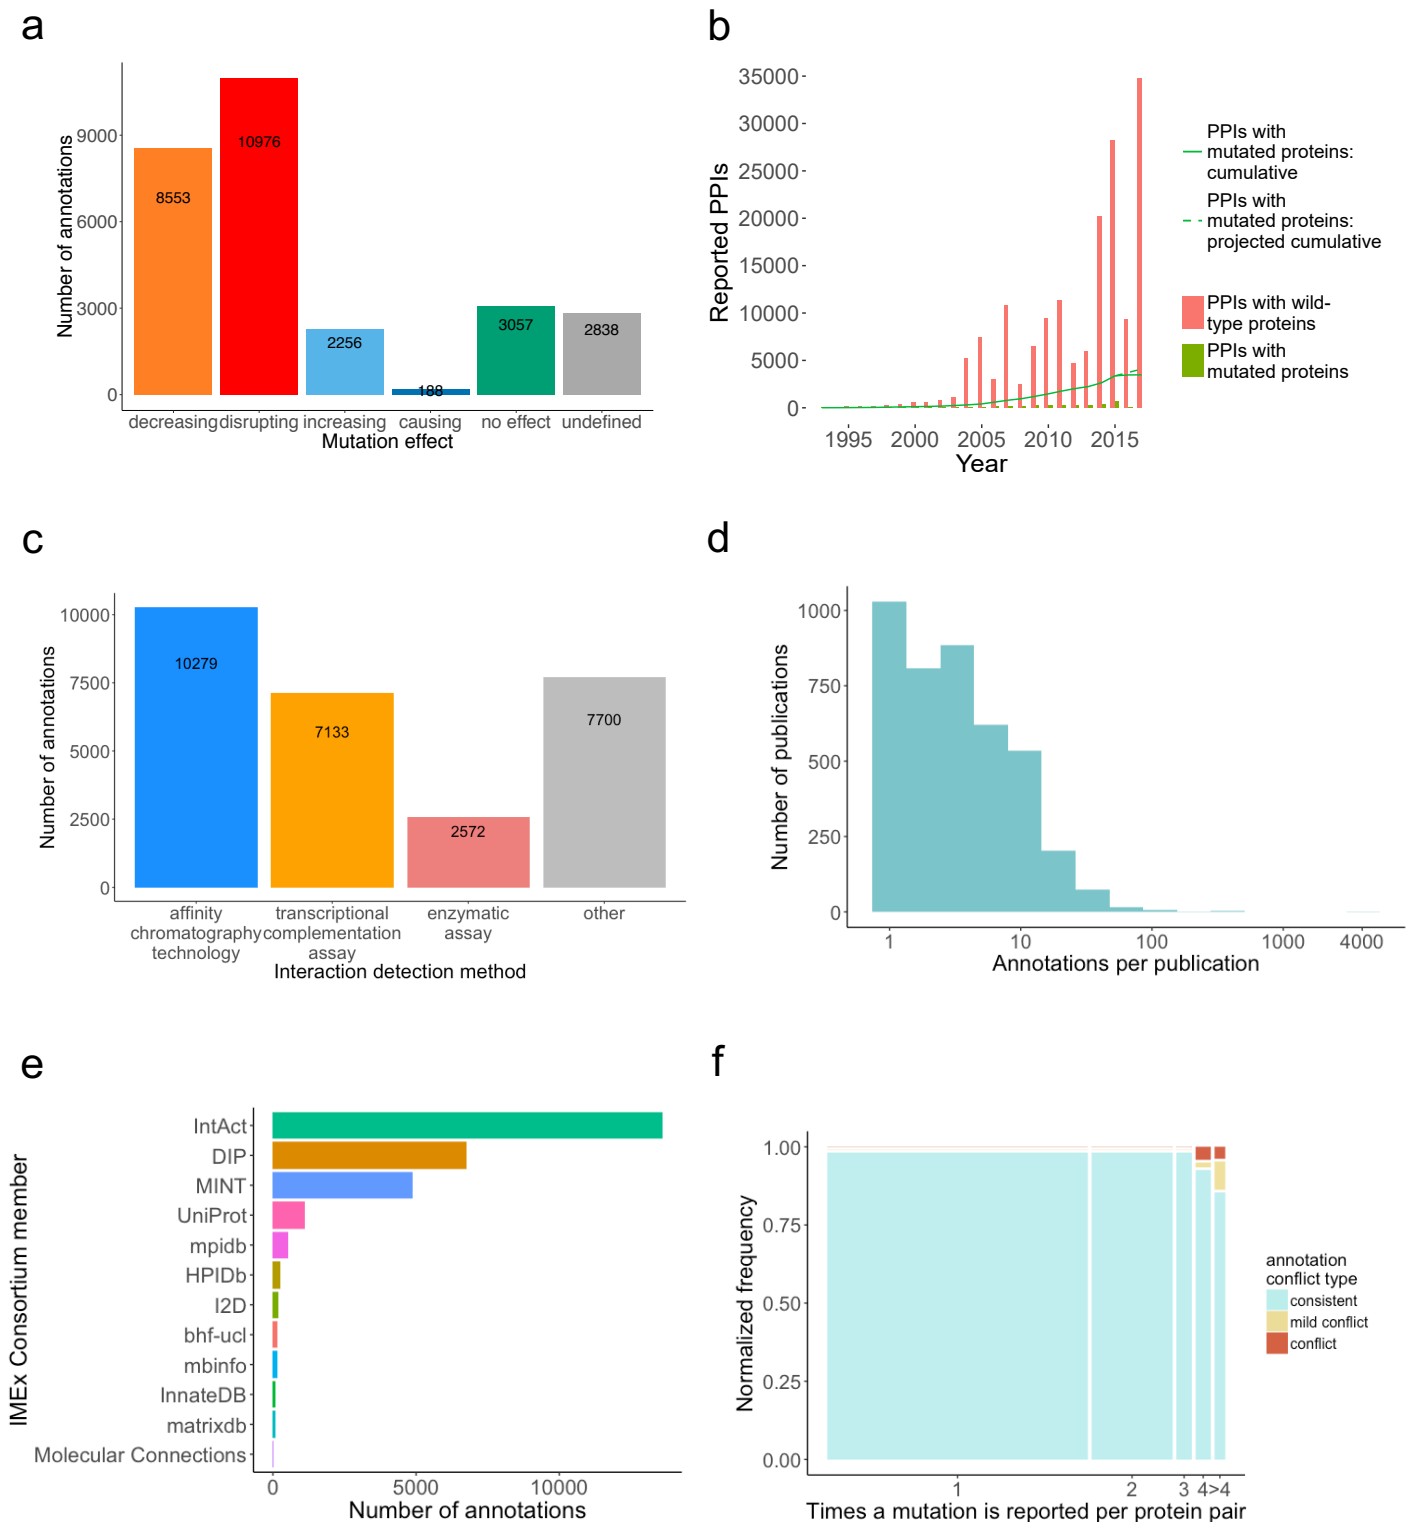 a
Number of annotations
9000
6000
3000
0
8553
10976
2256
188
3057
2838
decreasing disrupting increasing causing no effect undefined
Mutation effect
b
Reported PPIs
35000
30000
25000
20000
15000
10000
5000
0
1995 2000 2005 2010 2015
Year
PPIs with
mutated proteins:
cumulative
PPIs with
mutated proteins:
projected cumulative
PPIs with wild-
type proteins
PPIs with
mutated proteins
c
Number of annotations
10000
7500
5000
2500
0
10279
7133
2572
7700
affinity
chromatography
technology
transcriptional
complementation
assay
enzymatic
assay
other
Interaction detection method
d
Number of publications
1000
750
500
250
0
1 10 100 1000 4000
Annotations per publication
e
IMEx Consortium member
IntAct
DIP
MINT
UniProt
mpidb
HPIDb
I2D
bhf-ucl
mbinfo
InnateDB
matrixdb
Molecular Connections
0 5000 10000
Number of annotations
f
Normalized frequency
1.00
0.75
0.50
0.25
0.00
1 2 3 4 >4
Times a mutation is reported per protein pair
annotation
conflict type
consistent
mild conflict
conflict